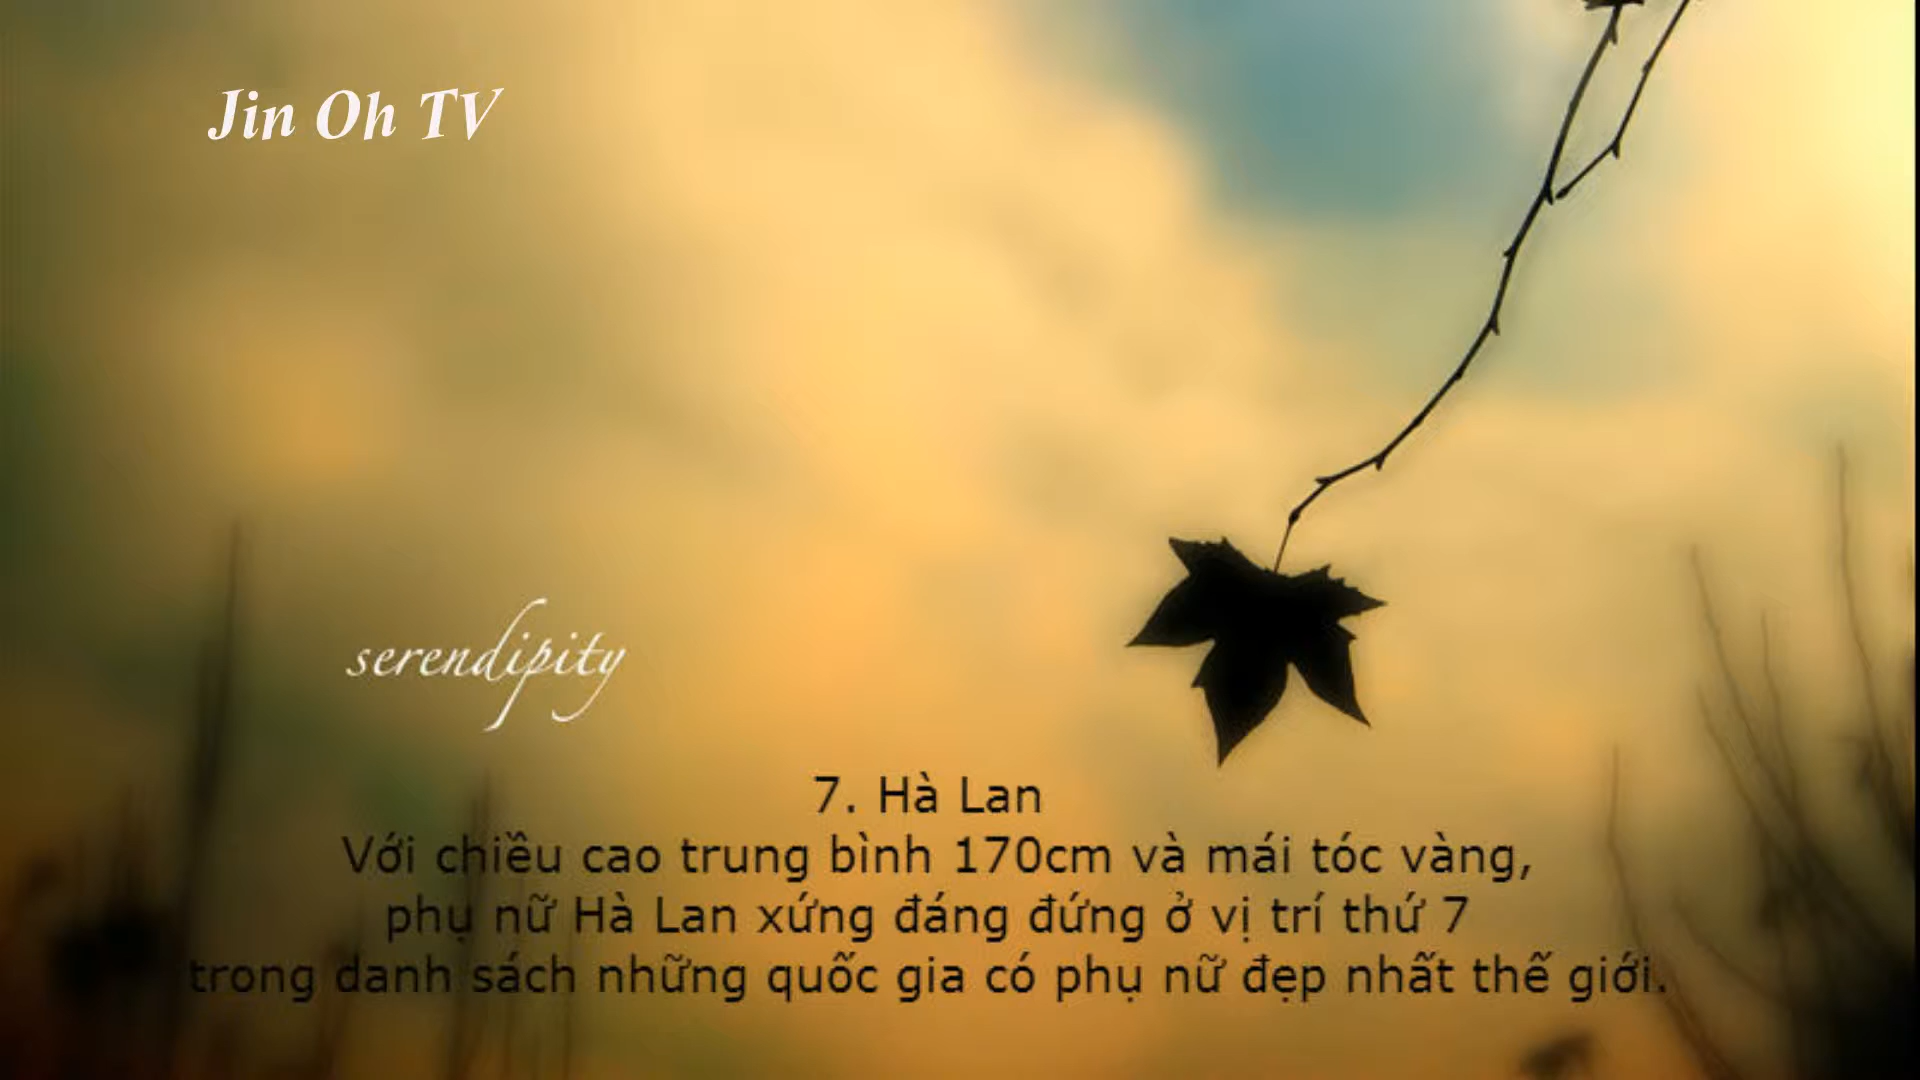 Jin Oh TV
serendipity
7. Hà Lan
Với chiều cao trung bình 170cm và mái tóc vàng,
phụ nữ Hà Lan xứng đáng đứng ở vị trí thứ 7
trong danh sách những quốc gia có phụ nữ đẹp nhất thế giới.